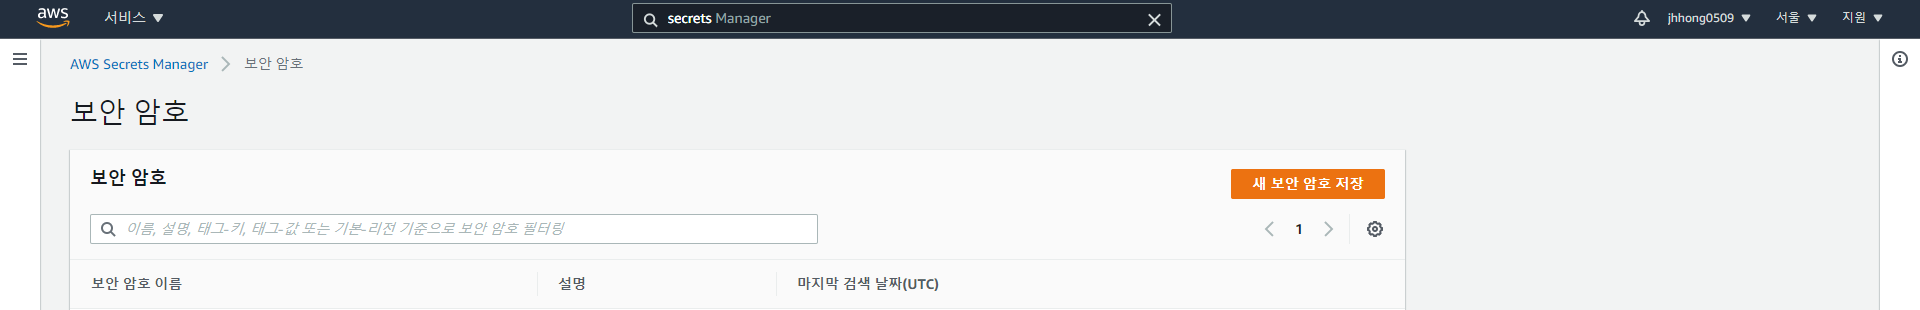 aws 서비스 secrets Manager jhhong0509 서울 지원
AWS Secrets Manager 보안 암호
보안 암호
보안 암호 새 보안 암호 저장
이름, 설명, 태그-키, 태그-값 또는 기본-리전 기준으로 보안 암호 필터링 1
보안 암호 이름 설명 마지막 검색 날짜(UTC)